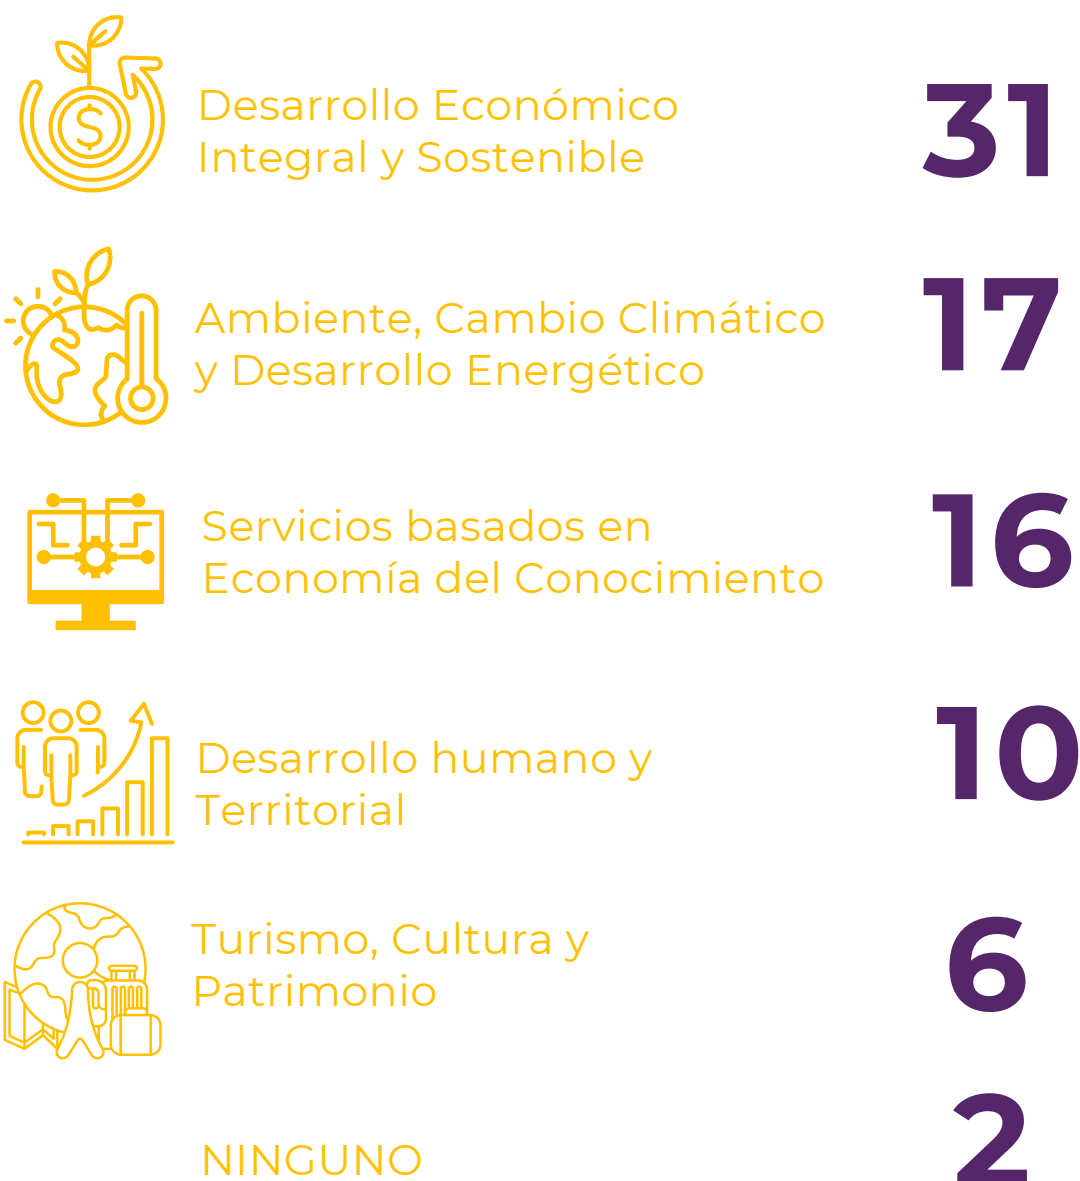 Desarrollo Económico
Integral y Sostenible
31
Ambiente, Cambio Climático
y Desarrollo Energético
17
Servicios basados en
Economía del Conocimiento
16
Desarrollo humano y
Territorial
10
Turismo, Cultura y
Patrimonio
6
NINGUNO
2